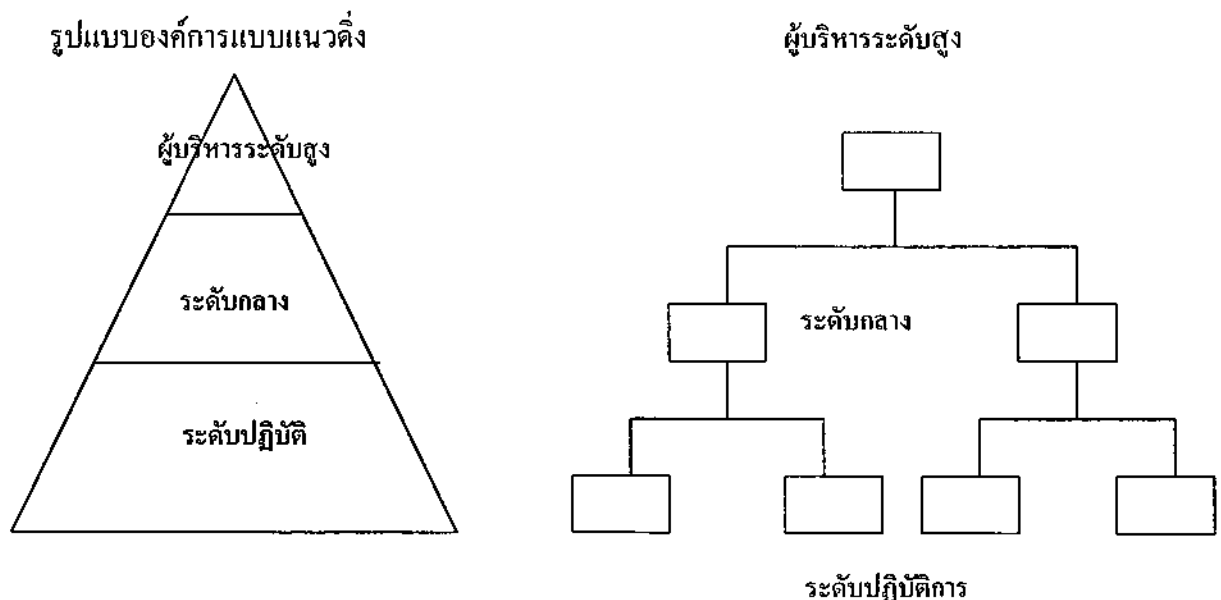 รูปแบบองค์การแบบแนวดิ่ง
ผู้บริหารระดับสูง
ระดับกลาง
ระดับปฏิบัติ
ผู้บริหารระดับสูง
ระดับกลาง
ระดับปฏิบัติการ